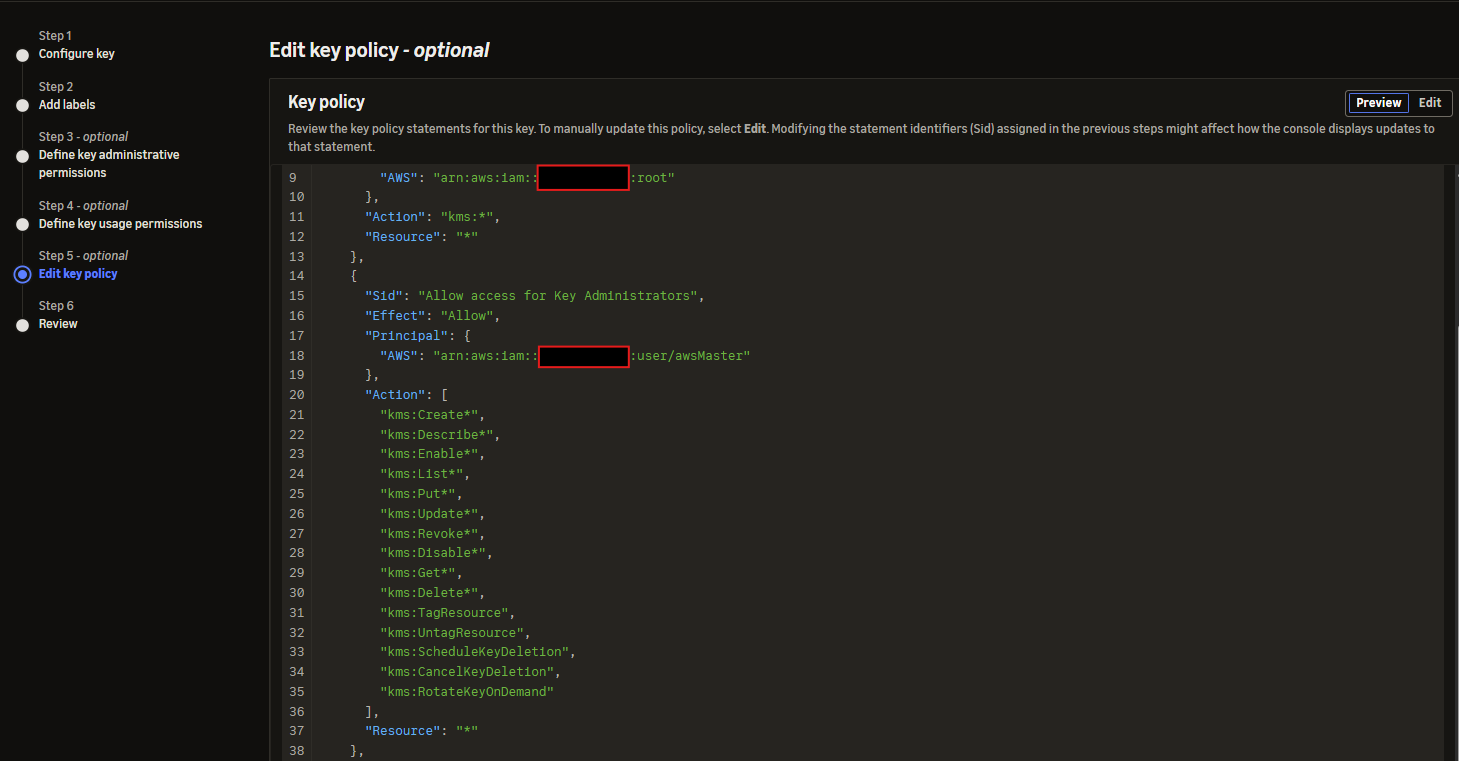 Step 1
Configure key
Step 2
Add labels
Step 3 - optional
Define key administrative
permissions
Step 4 - optional
Define key usage permissions
Step 5 - optional
Edit key policy
Step 6
Review
Edit key policy - optional
Key policy
Preview Edit
Review the key policy statements for this key. To manually update this policy, select Edit. Modifying the statement identifiers (Sid) assigned in the previous steps might affect how the console displays updates to
that statement.
9 "AWS": "arn:aws:iam:: :root"
10 },
11 "Action": "kms:*",
12 "Resource": "*"
13 },
14 {
15 "Sid": "Allow access for Key Administrators",
16 "Effect": "Allow",
17 "Principal": {
18 "AWS": "arn:aws:iam:: :user/awsMaster"
19 },
20 "Action": [
21 "kms:Create*",
22 "kms:Describe*",
23 "kms:Enable*",
24 "kms:List*",
25 "kms:Put*",
26 "kms:Update*",
27 "kms:Revoke*",
28 "kms:Disable*",
29 "kms:Get*",
30 "kms:Delete*",
31 "kms:TagResource",
32 "kms:UntagResource",
33 "kms:ScheduleKeyDeletion",
34 "kms:CancelKeyDeletion",
35 "kms:RotateKeyOnDemand"
36 ],
37 "Resource": "*"
38 },